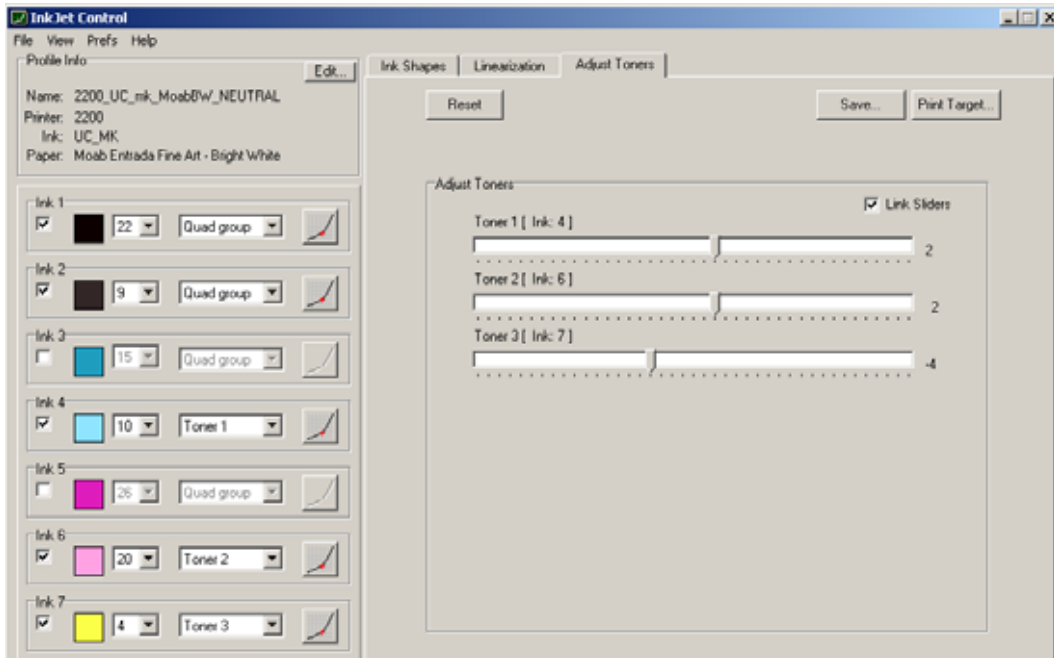 InkJet Control
File View Prefs Help
Profile Info
Edit...
Name: 2200_UC_mk_MoabBW_NEUTRAL
Printer: 2200
Ink: UC_MK
Paper: Moab Entrada Fine Art - Bright White
Ink 1
22 Quad group
Ink 2
9 Quad group
Ink 3
15 Quad group
Ink 4
10 Toner 1
Ink 5
26 Quad group
Ink 6
20 Toner 2
Ink 7
4 Toner 3
Ink Shapes Linearization Adjust Toners
Reset Save... Print Target...
Adjust Toners
Link Sliders
Toner 1 [ Ink: 4 ]
2
Toner 2 [ Ink: 6 ]
2
Toner 3 [ Ink: 7 ]
-4